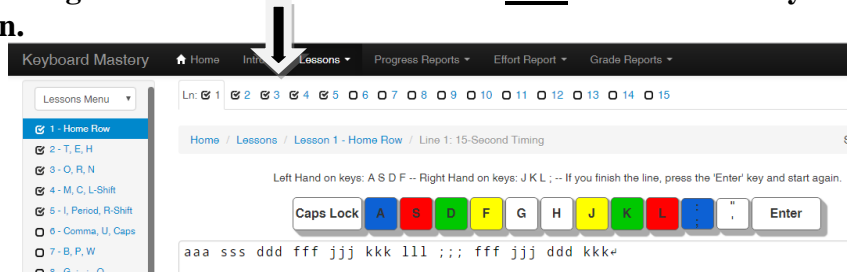 n.
Keyboard Mastery Home Lessons Progress Reports Effort Report Grade Reports
Lessons Menu
Ln: 1 2 3 4 5 6 7 8 9 10 11 12 13 14 15
1 - Home Row
2 - T, E, H
3 - O, R, N
4 - M, C, L-Shift
5 - I, Period, R-Shift
6 - Comma, U, Caps
7 - B, P, W
Home / Lessons / Lesson 1 - Home Row / Line 1: 15-Second Timing
Left Hand on keys: A S D F -- Right Hand on keys: J K L ; -- If you finish the line, press the 'Enter' key and start again.
Caps Lock A S D F G H J K L : ; " ' Enter
aaa sss ddd fff jjj kkk lll ;;; fff jjj ddd kkk↵